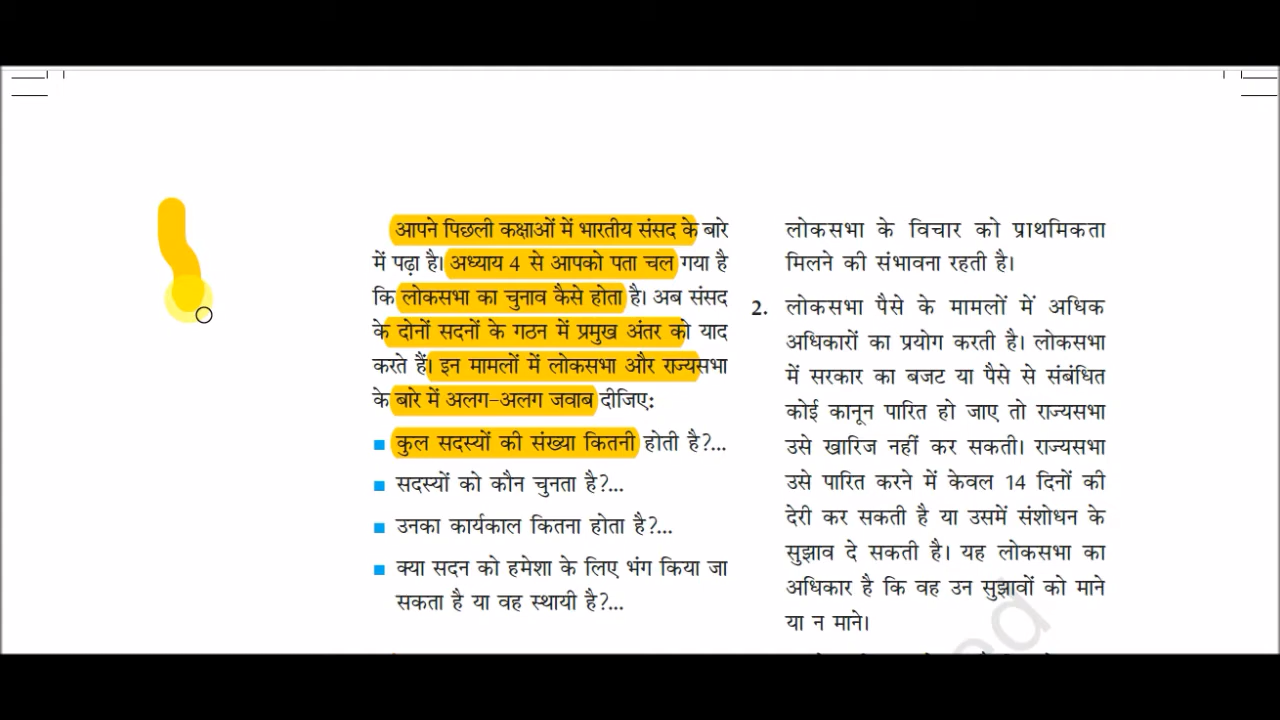 आपने पिछली कक्षाओं में भारतीय संसद के बारे
में पढ़ा है। अध्याय 4 से आपको पता चल गया है
कि लोकसभा का चुनाव कैसे होता है। अब संसद
के दोनों सदनों के गठन में प्रमुख अंतर को याद
करते हैं। इन मामलों में लोकसभा और राज्यसभा
के बारे में अलग-अलग जवाब दीजिए:
■ कुल सदस्यों की संख्या कितनी होती है?...
■ सदस्यों को कौन चुनता है?...
■ उनका कार्यकाल कितना होता है?...
■ क्या सदन को हमेशा के लिए भंग किया जा
सकता है या वह स्थायी है?...
लोकसभा के विचार को प्राथमिकता
मिलने की संभावना रहती है।
2. लोकसभा पैसे के मामलों में अधिक
अधिकारों का प्रयोग करती है। लोकसभा
में सरकार का बजट या पैसे से संबंधित
कोई कानून पारित हो जाए तो राज्यसभा
उसे खारिज नहीं कर सकती। राज्यसभा
उसे पारित करने में केवल 14 दिनों की
देरी कर सकती है या उसमें संशोधन के
सुझाव दे सकती है। यह लोकसभा का
अधिकार है कि वह उन सुझावों को माने
या न माने।